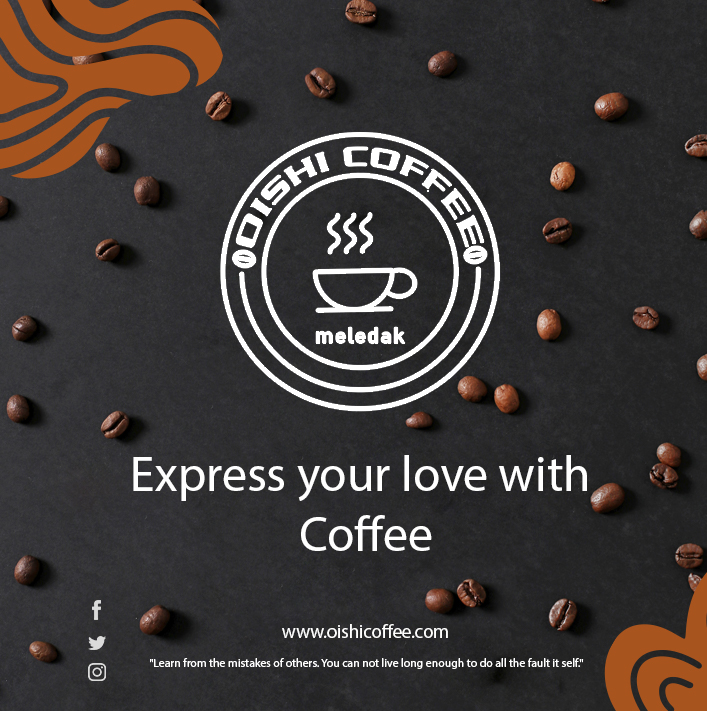 OISHI COFFEE
meledak
Express your love with
Coffee
www.oishicoffee.com
"Learn from the mistakes of others. You can not live long enough to do all the fault it self."